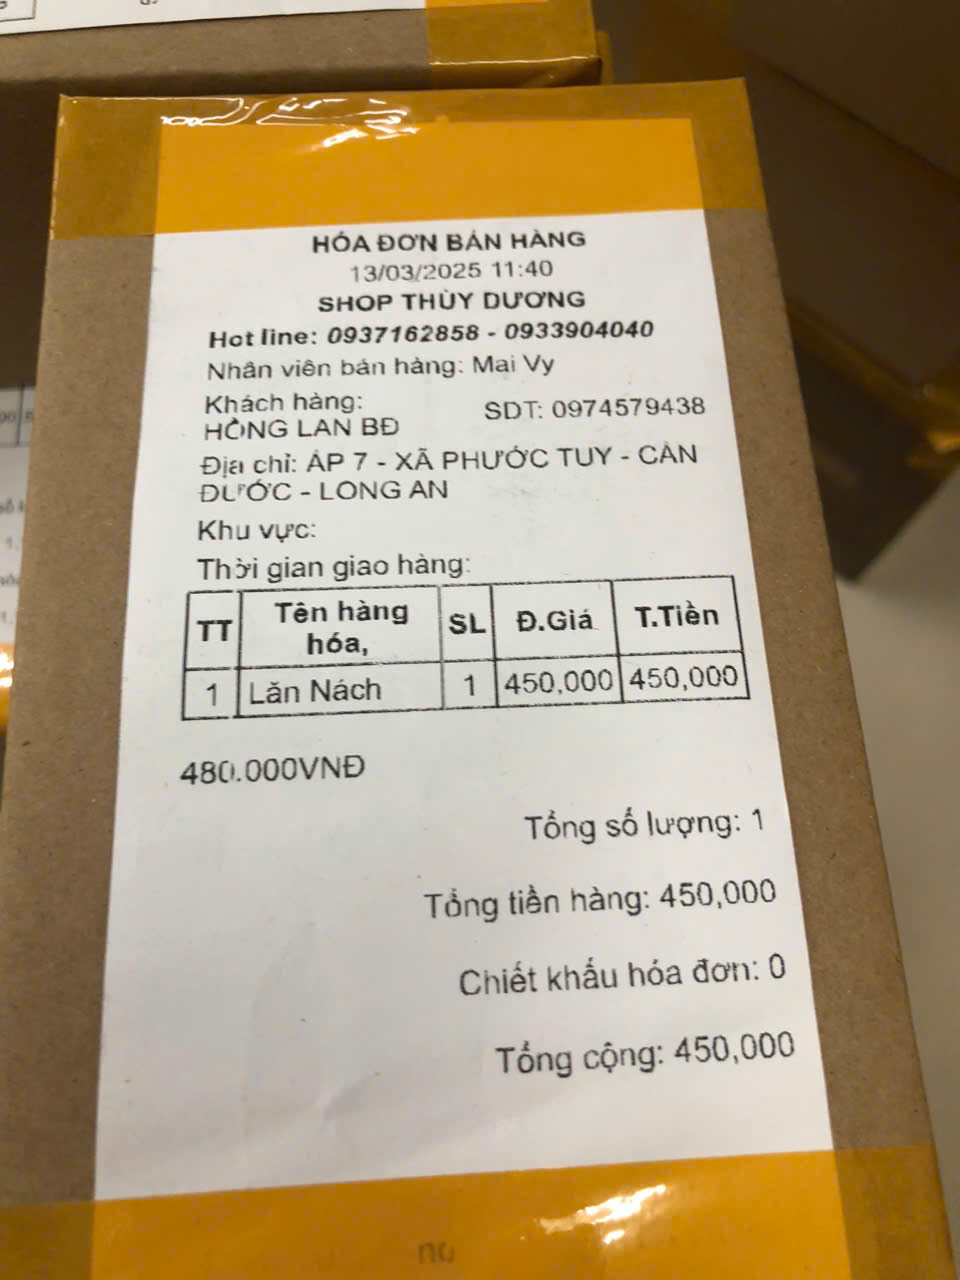 HÓA ĐƠN BÁN HÀNG
13/03/2025 11:40
SHOP THÙY DƯƠNG
Hot line: 0937162858 - 0933904040
Nhân viên bán hàng: Mai Vy
Khách hàng: SDT: 0974579438
HỒNG LAN BĐ
Địa chỉ: ÁP 7 - XÃ PHƯỚC TUY - CẦN
ĐƯỚC - LONG AN
Khu vực:
Thời gian giao hàng:
TT Tên hàng hóa, SL Đ.Giá T.Tiền
1 Lăn Nách 1 450,000 450,000
480.000VNĐ
Tổng số lượng: 1
Tổng tiền hàng: 450,000
Chiết khấu hóa đơn: 0
Tổng cộng: 450,000